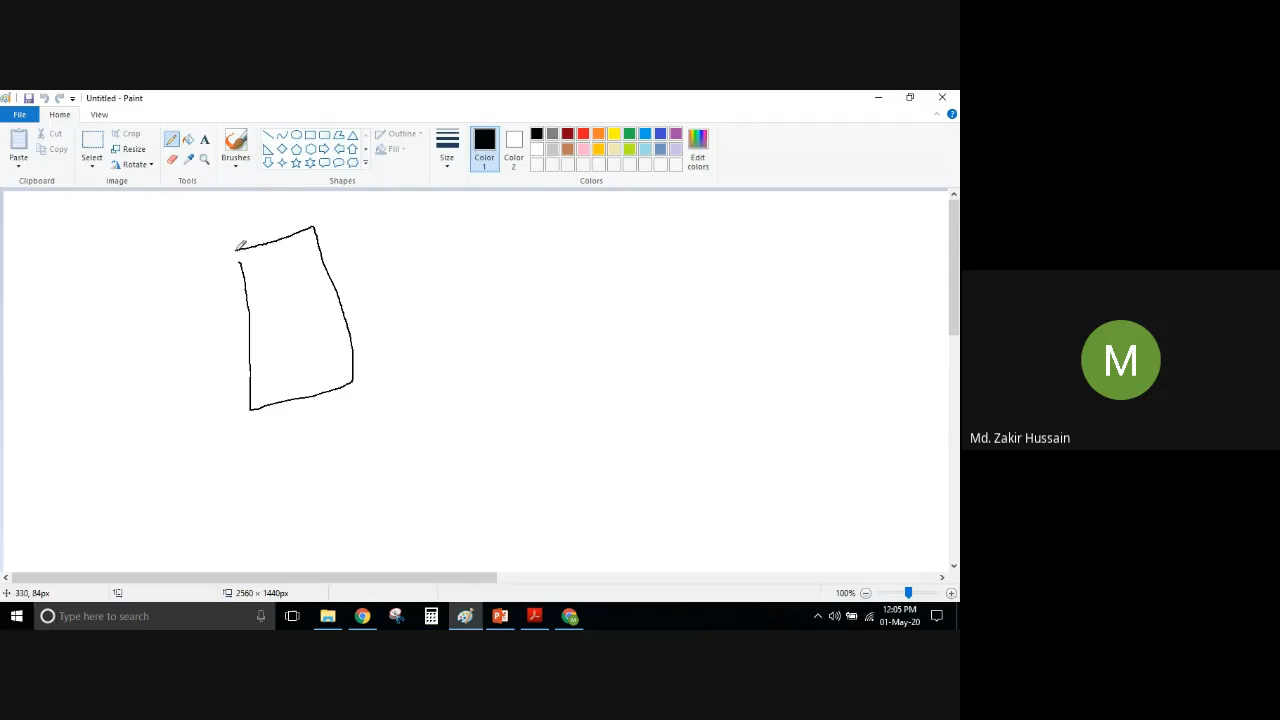 Untitled - Paint
File Home View
Paste
Cut
Copy
Clipboard
Select
Crop
Resize
Rotate
Image
A
Tools
Brushes
Shapes
Outline
Fill
Size
Color 1
Color 2
Edit colors
Colors
M
Md. Zakir Hussain
330, 84px
2560 × 1440px
100%
Type here to search
12:05 PM
01-May-20